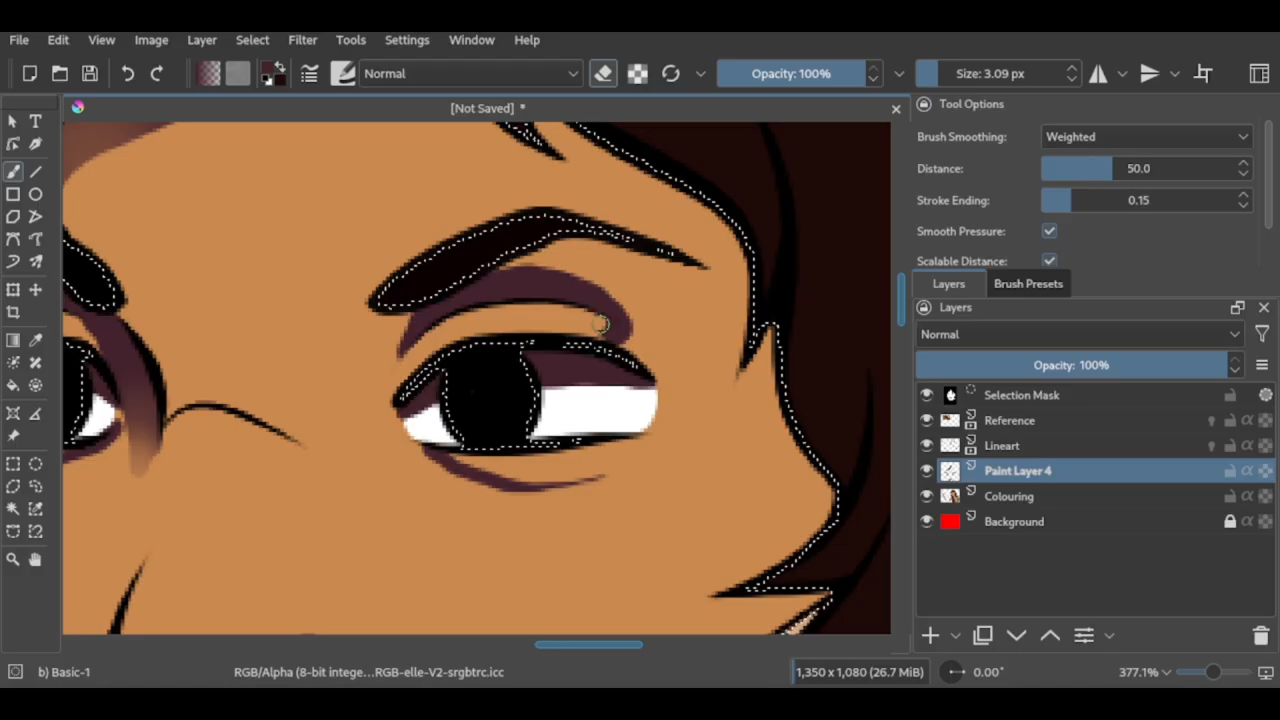 File Edit View Image Layer Select Filter Tools Settings Window Help
Normal Opacity: 100% Size: 3.09 px
[Not Saved] *
Tool Options
Brush Smoothing: Weighted
Distance: 50.0
Stroke Ending: 0.15
Smooth Pressure:
Scalable Distance:
Layers Brush Presets
Layers
Normal
Opacity: 100%
Selection Mask
Reference
Lineart
Paint Layer 4
Colouring
Background
b) Basic-1 RGB/Alpha (8-bit intege...RGB-elle-V2-srgbtrc.icc 1,350 x 1,080 (26.7 MiB) 0.00° 377.1%